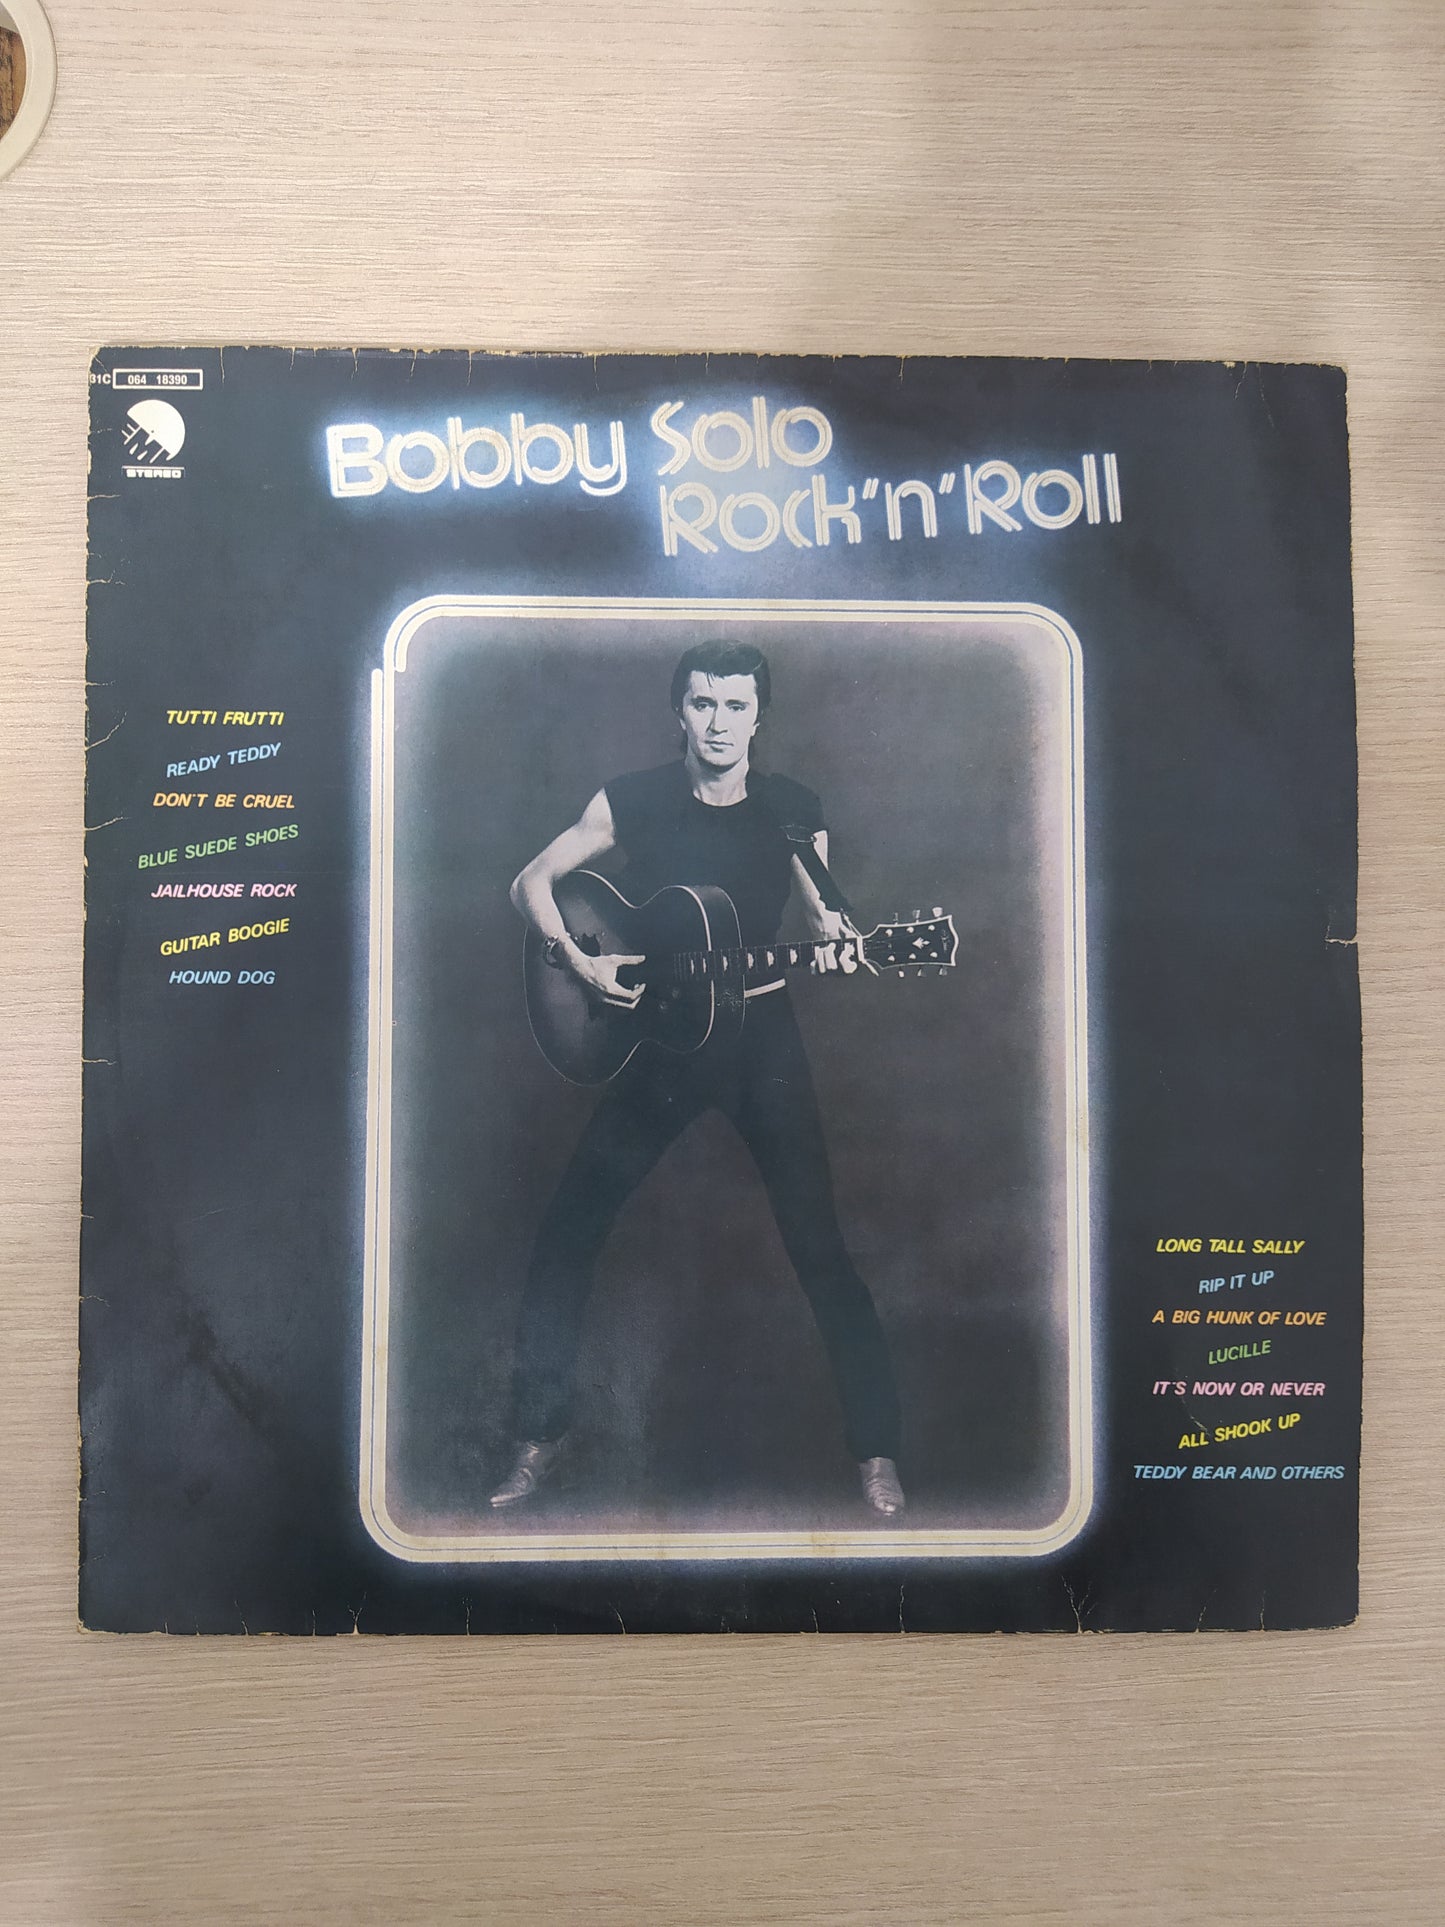 31C 064 18390
STEREO
Bobby Solo
Rock"n"Roll
TUTTI FRUTTI
READY TEDDY
DON'T BE CRUEL
BLUE SUEDE SHOES
JAILHOUSE ROCK
GUITAR BOOGIE
HOUND DOG
LONG TALL SALLY
RIP IT UP
A BIG HUNK OF LOVE
LUCILLE
IT'S NOW OR NEVER
ALL SHOOK UP
TEDDY BEAR AND OTHERS